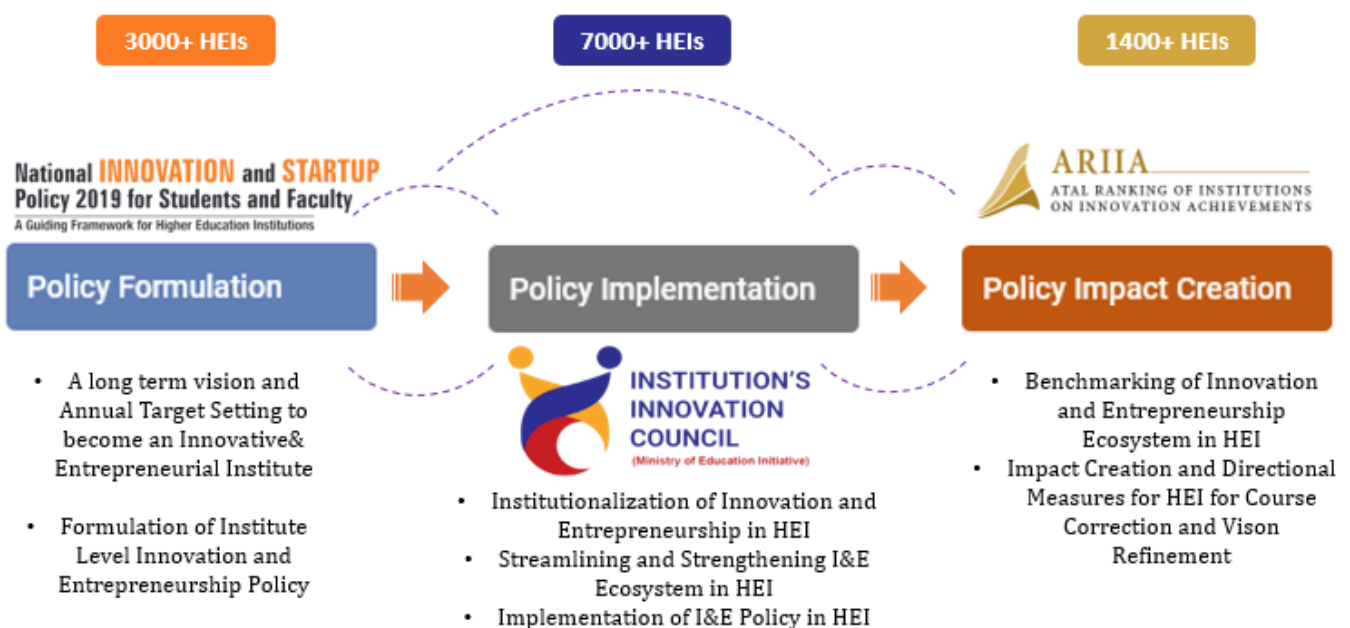 3000+ HEIs
7000+ HEIs
1400+ HEIs
National INNOVATION and STARTUP
Policy 2019 for Students and Faculty
A Guiding Framework for Higher Education Institutions
ARIIA
ATAL RANKING OF INSTITUTIONS
ON INNOVATION ACHIEVEMENTS
Policy Formulation
Policy Implementation
Policy Impact Creation
• A long term vision and
Annual Target Setting to
become an Innovative&
Entrepreneurial Institute
• Formulation of Institute
Level Innovation and
Entrepreneurship Policy
INSTITUTION'S
INNOVATION
COUNCIL
(Ministry of Education Initiative)
• Institutionalization of Innovation and
Entrepreneurship in HEI
• Streamlining and Strengthening I&E
Ecosystem in HEI
• Implementation of I&E Policy in HEI
• Benchmarking of Innovation
and Entrepreneurship
Ecosystem in HEI
• Impact Creation and Directional
Measures for HEI for Course
Correction and Vison
Refinement